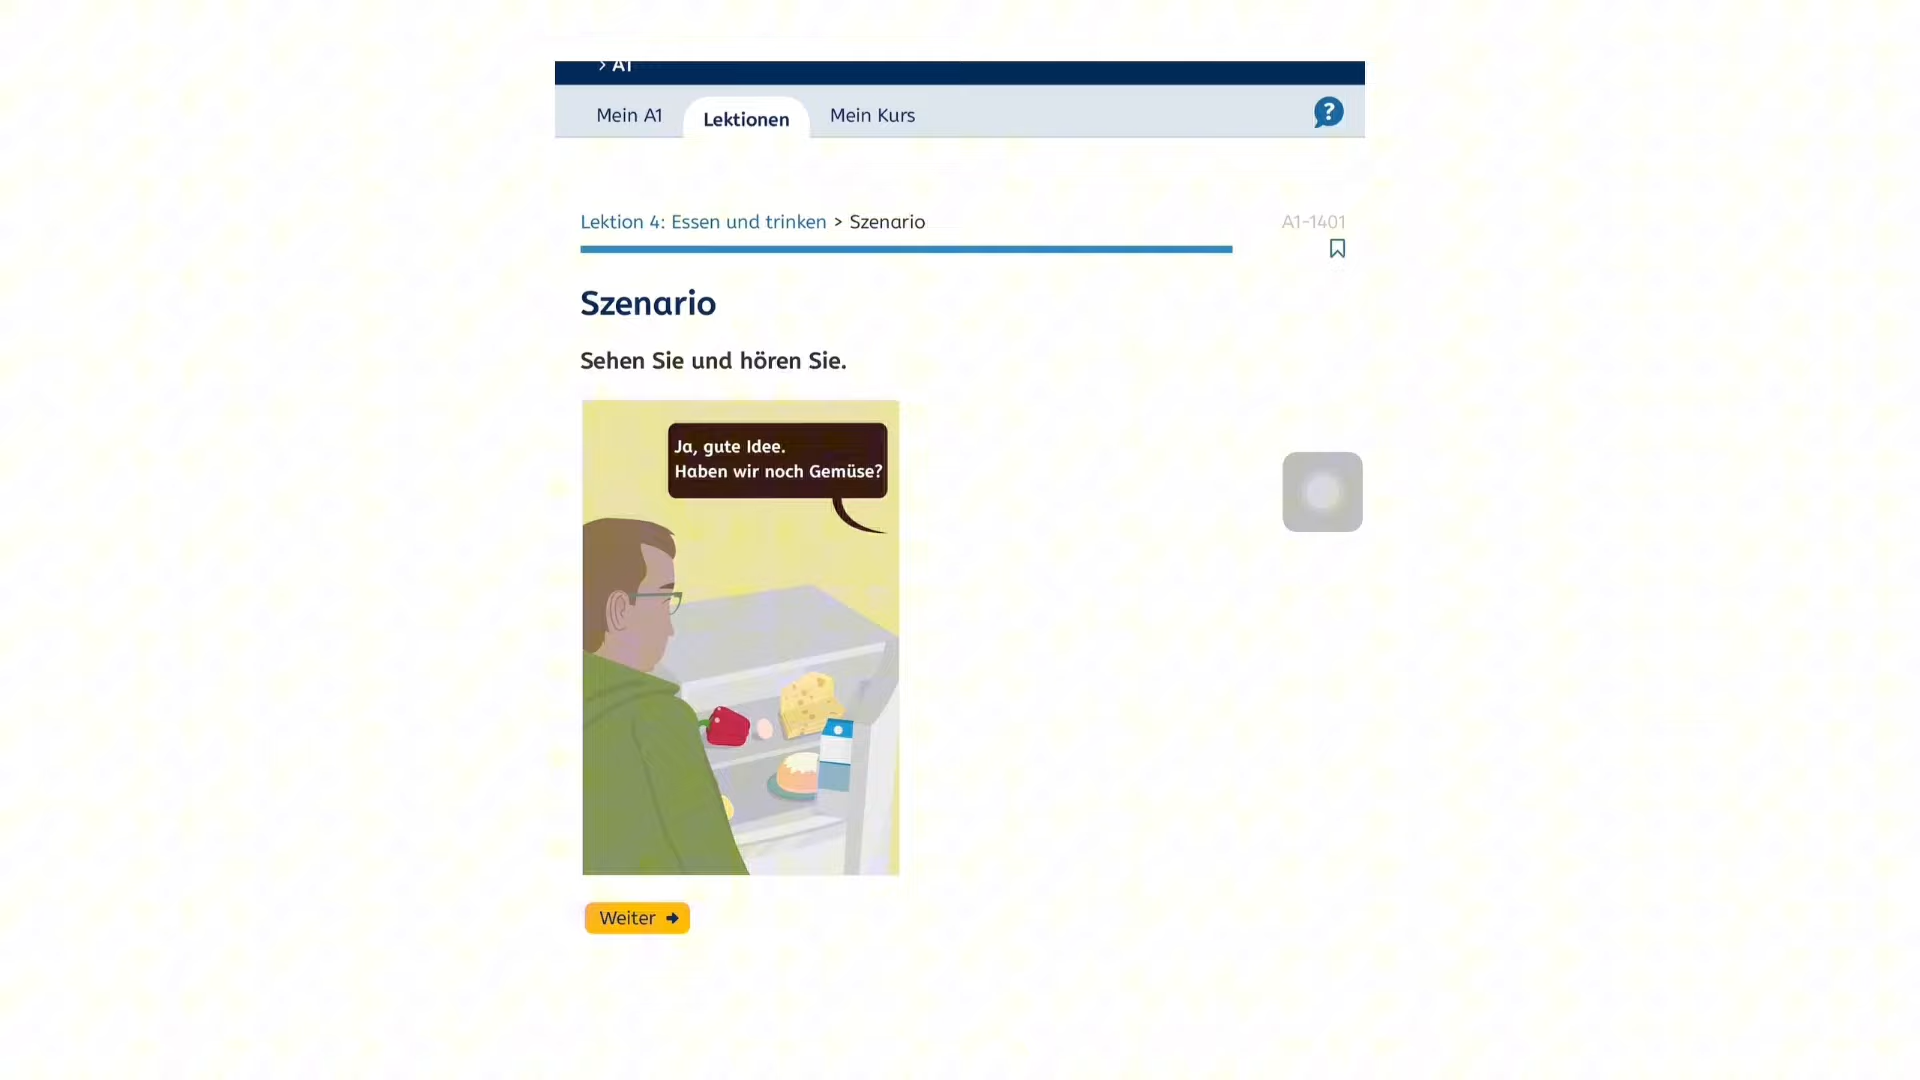 > A1
Mein A1
Lektionen
Mein Kurs
?
Lektion 4: Essen und trinken > Szenario
A1-1401
Szenario
Sehen Sie und hören Sie.
Ja, gute Idee.
Haben wir noch Gemüse?
Weiter